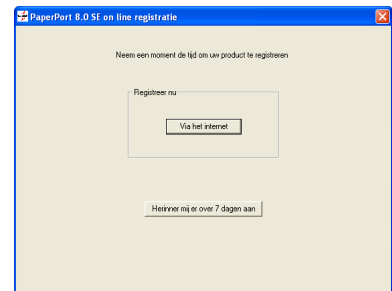 PaperPort 8.0 SE on line registratie
Neem een moment de tijd om uw product te registreren
Registreer nu
Via het internet
Herinner mij er over 7 dagen aan